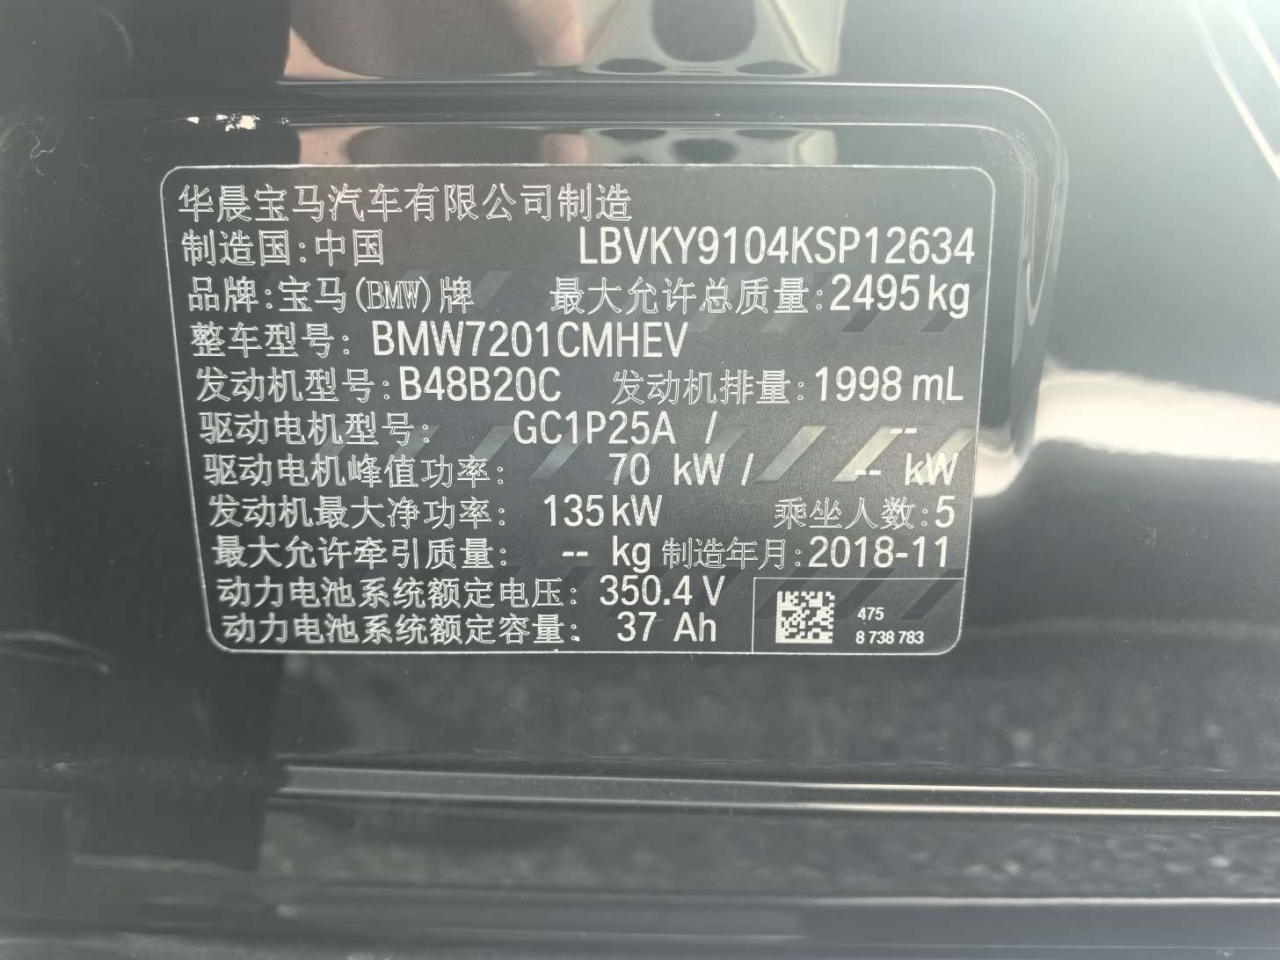 华晨宝马汽车有限公司制造
制造国:中国 LBVKY9104KSP12634
品牌:宝马(BMW)牌 最大允许总质量:2495kg
整车型号: BMW7201CMHEV
发动机型号:B48B20C 发动机排量:1998 mL
驱动电机型号: GC1P25A / --
驱动电机峰值功率: 70 kW / -- kW
发动机最大净功率: 135kW 乘坐人数:5
最大允许牵引质量: -- kg 制造年月:2018-11
动力电池系统额定电压: 350.4 V
动力电池系统额定容量: 37 Ah
475
8 738 783